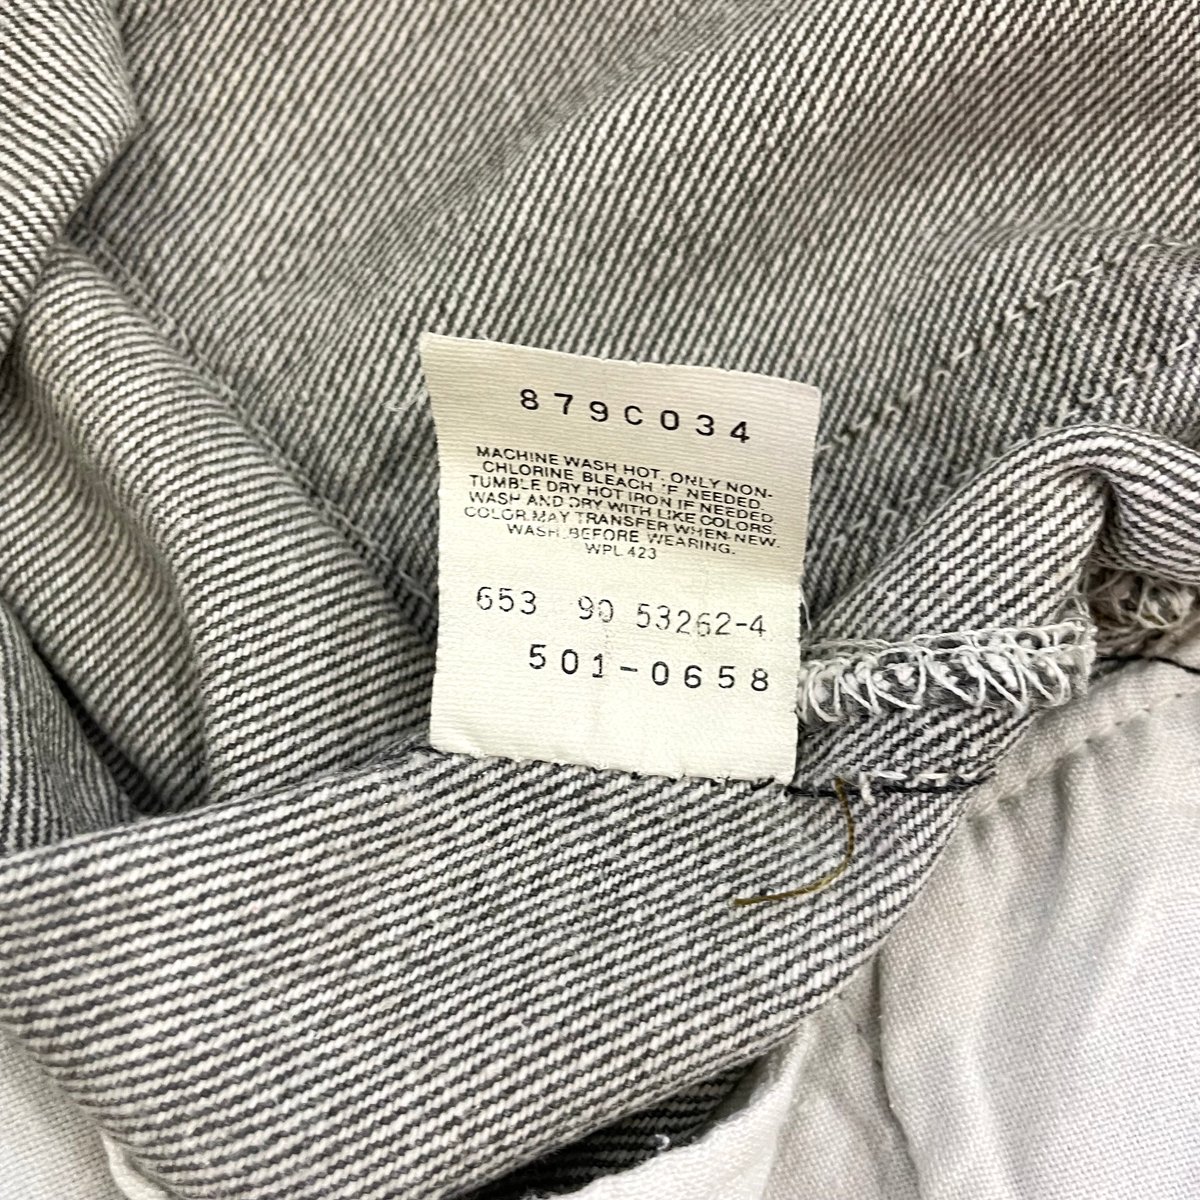 879C034
MACHINE WASH HOT. ONLY NON-
CHLORINE BLEACH IF NEEDED.
TUMBLE DRY HOT IRON IF NEEDED
WASH AND DRY WITH LIKE COLORS
COLOR MAY TRANSFER WHEN NEW.
WASH BEFORE WEARING.
WPL 423
653 90 53262-4
501-0658